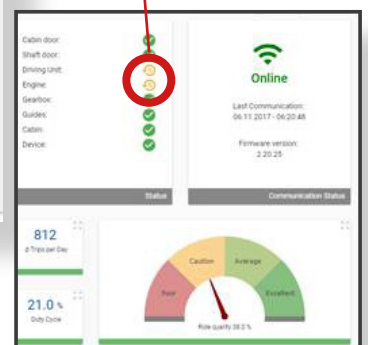 Cabin door:
Shaft door:
Driving Unit:
Engine:
Gearbox:
Guides:
Cabin:
Device:
Status
Online
Last Communication:
06.11.2017 - 06:20:46
Firmware version:
2.20.25
Communication Status
812
d Trips per Day
21.0 %
Duty Cycle
Poor
Caution
Average
Excellent
Ride quality 38.2 %